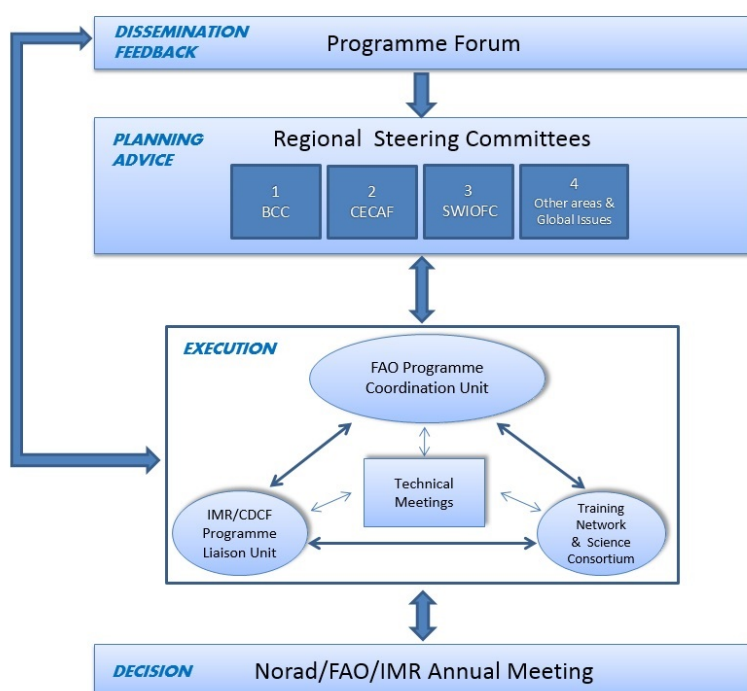 DISSEMINATION
FEEDBACK
Programme Forum
PLANNING
ADVICE
Regional Steering Committees
1
BCC
2
CECAF
3
SWIOFC
4
Other areas &
Global Issues
EXECUTION
FAO Programme
Coordination Unit
Technical
Meetings
IMR/CDCF
Programme
Liaison Unit
Training
Network
& Science
Consortium
DECISION
Norad/FAO/IMR Annual Meeting